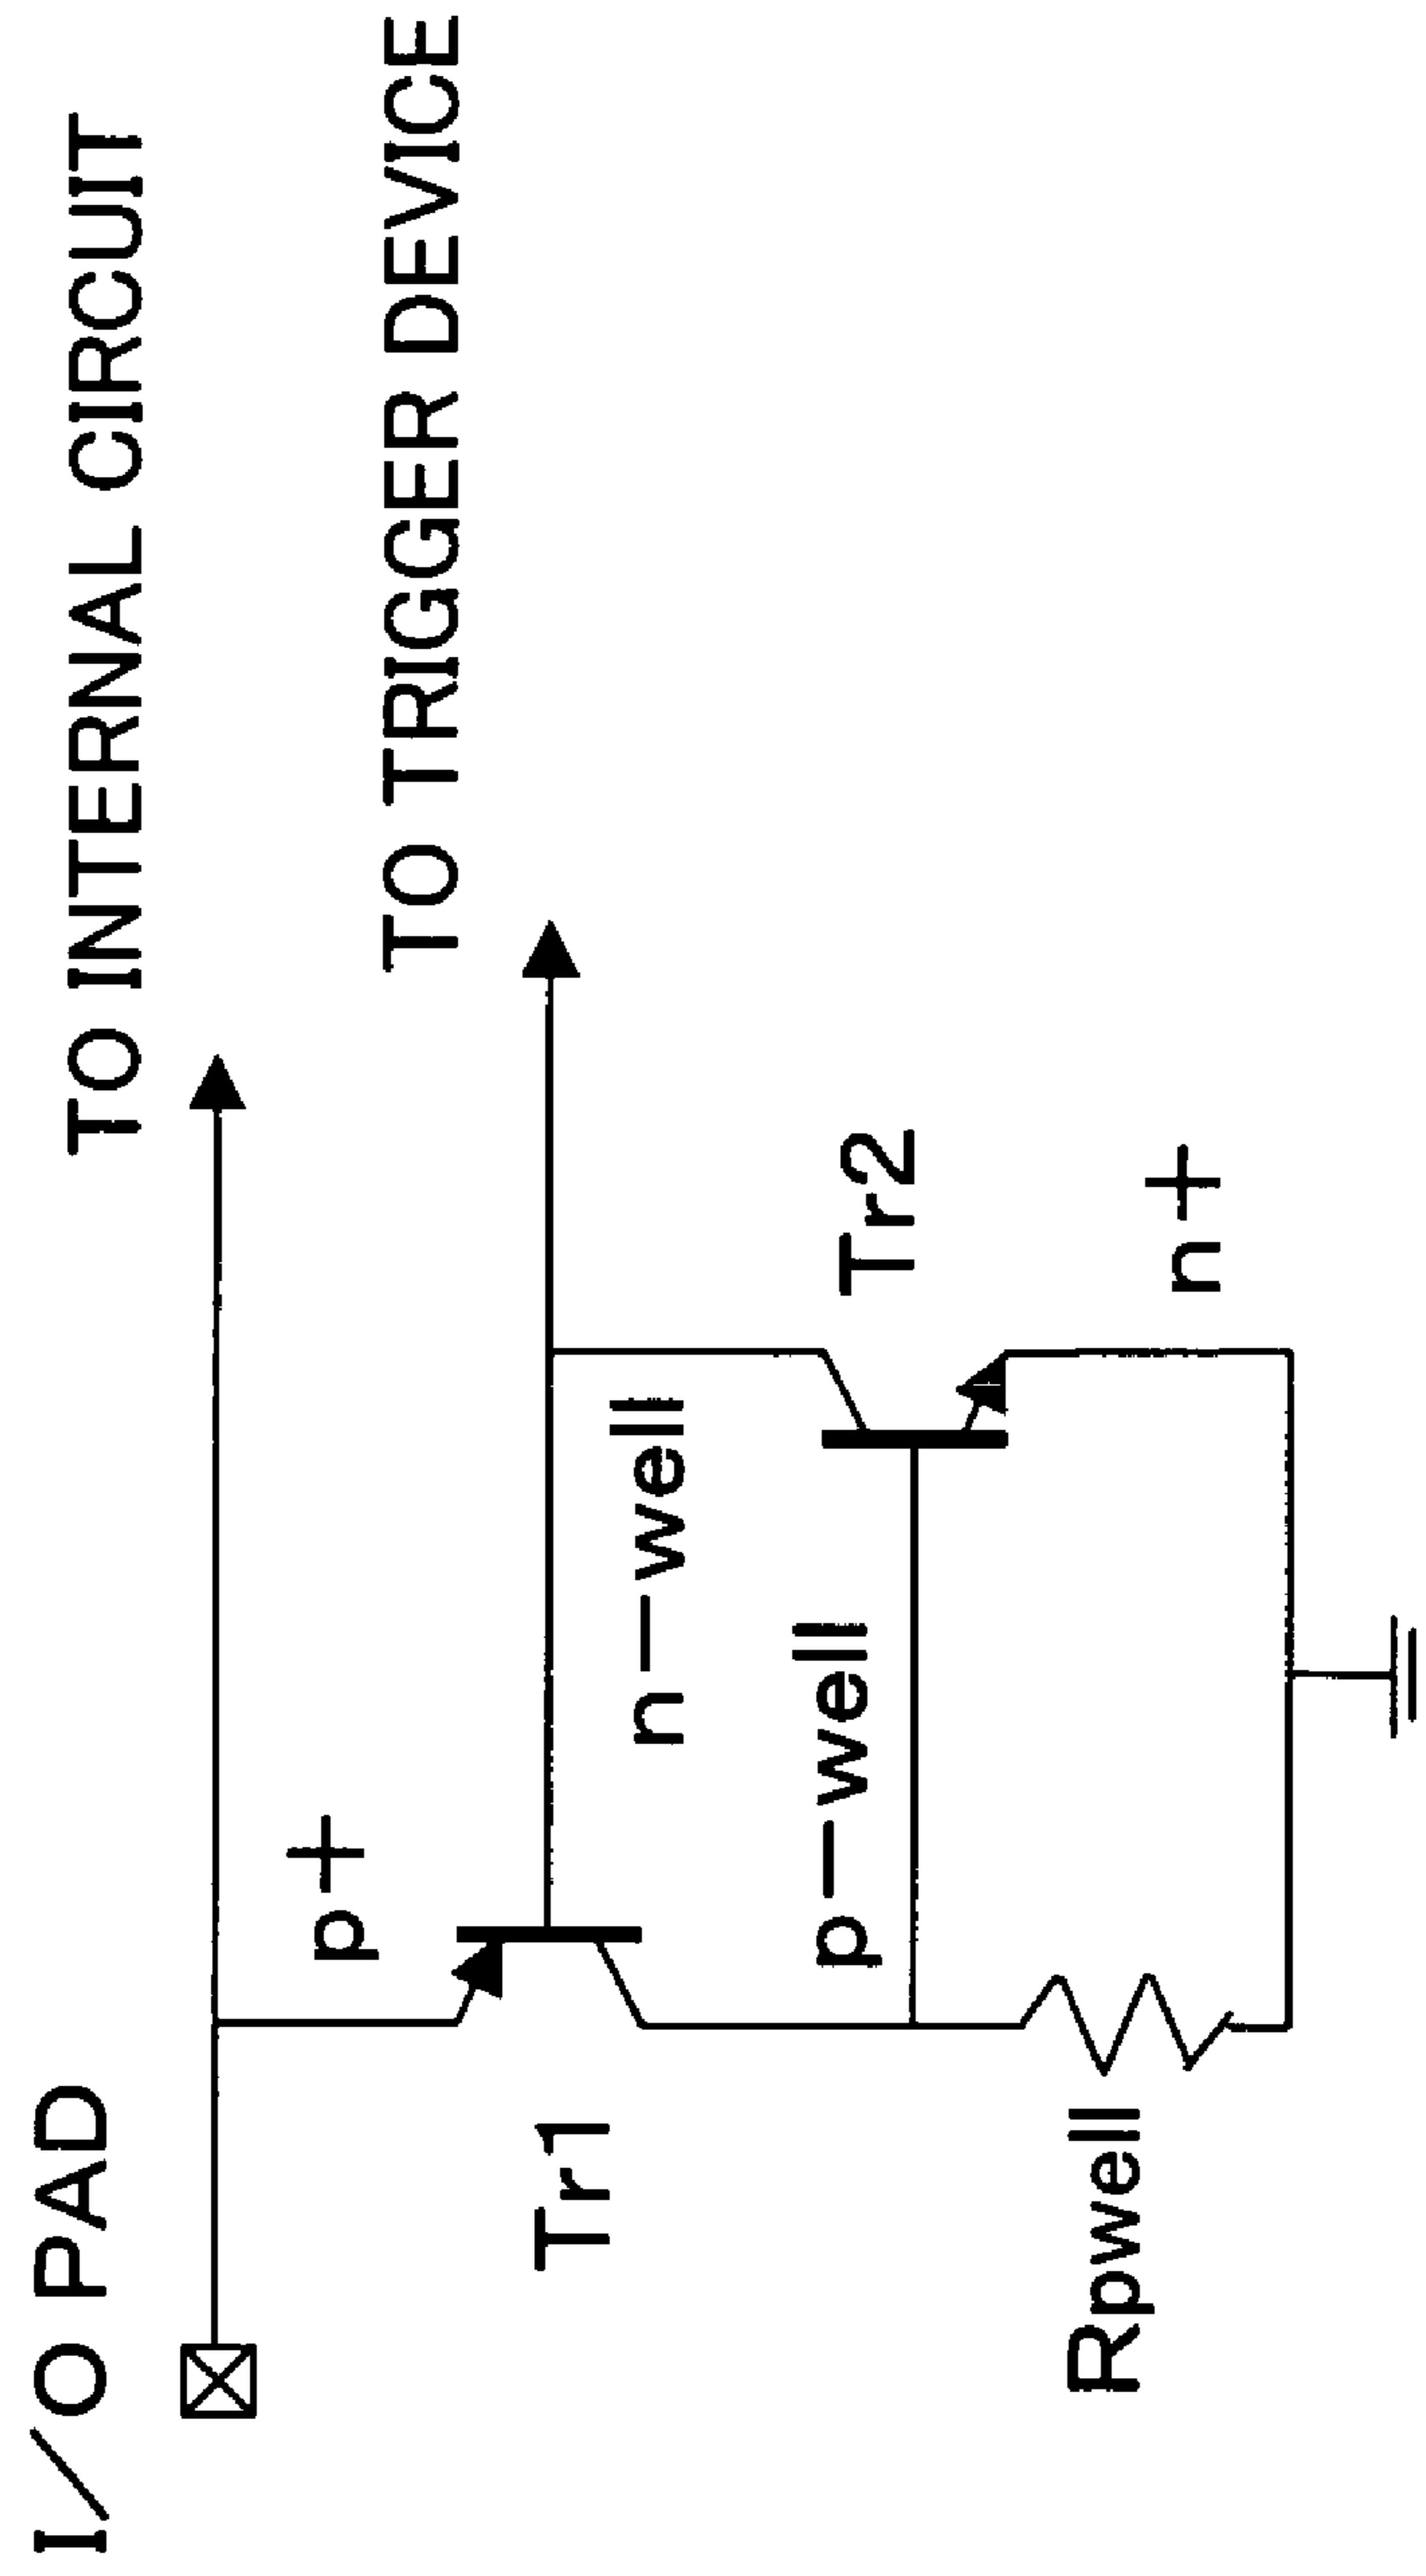 I/O PAD
TO INTERNAL CIRCUIT
TO TRIGGER DEVICE
p+
Tr1
n-well
p-well
Tr2
Rpwell
n+